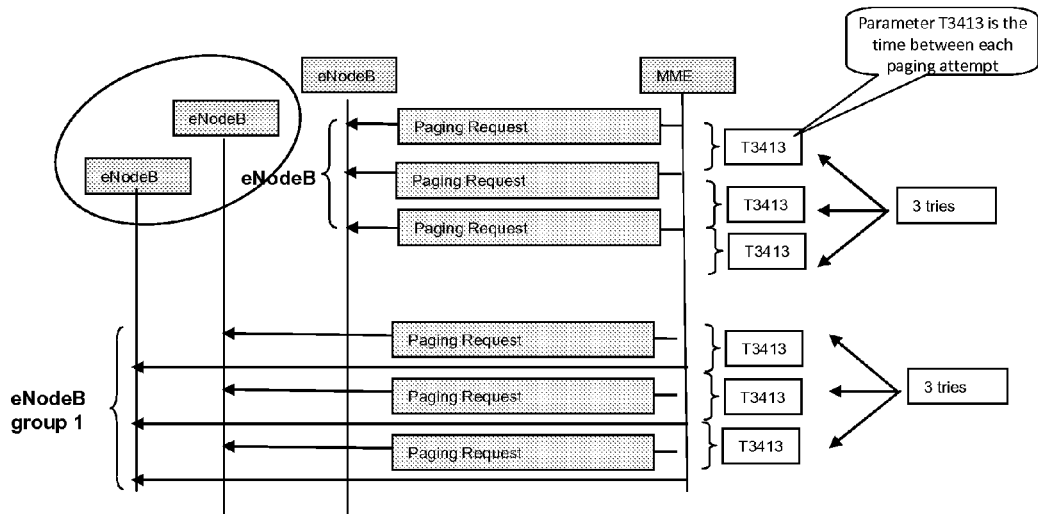 Parameter T3413 is the
time between each
paging attempt
eNodeB
MME
eNodeB
eNodeB
eNodeB
Paging Request
T3413
Paging Request
T3413
3 tries
Paging Request
T3413
eNodeB
group 1
Paging Request
T3413
Paging Request
T3413
3 tries
Paging Request
T3413